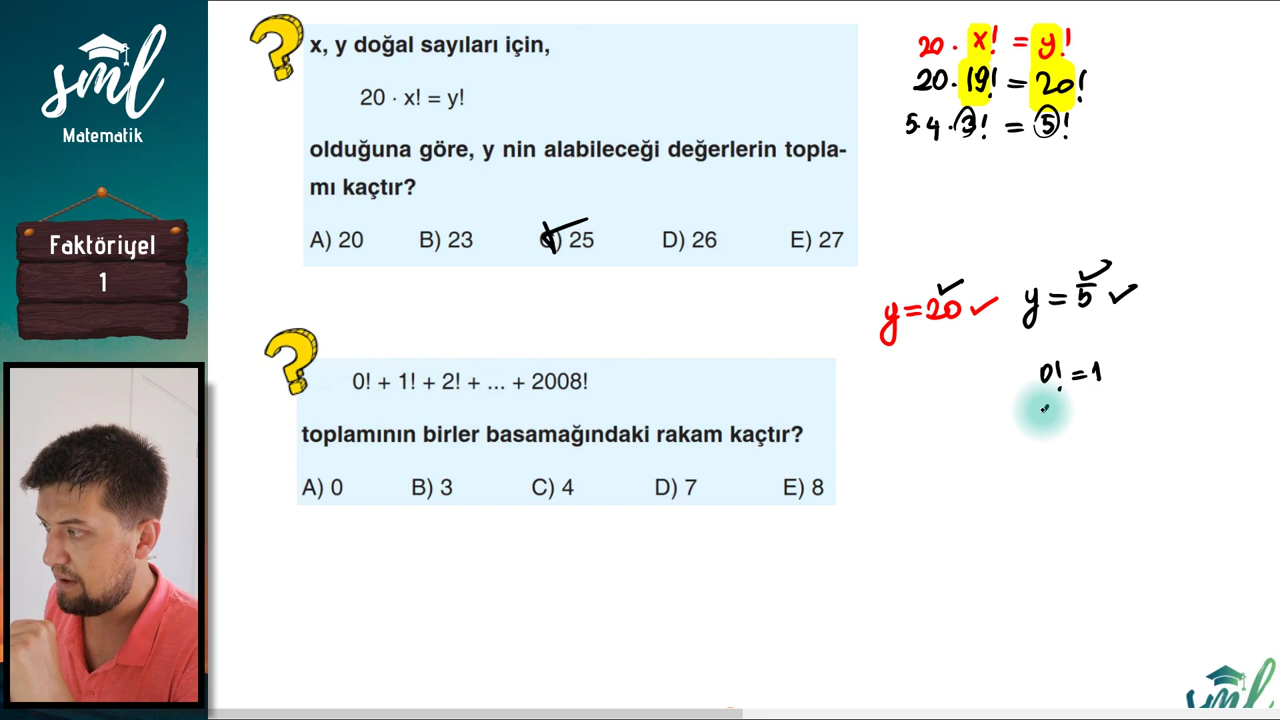 sml
Matematik
Faktöriyel
1
x, y doğal sayıları için,
20 · x! = y!
olduğuna göre, y nin alabileceği değerlerin topla-
mı kaçtır?
A) 20 B) 23 C) 25 D) 26 E) 27
20 · x! = y!
20 · 19! = 20!
5·4·3! = 5!
y=20 y=5
0! + 1! + 2! + ... + 2008!
toplamının birler basamağındaki rakam kaçtır?
A) 0 B) 3 C) 4 D) 7 E) 8
0! = 1
sml